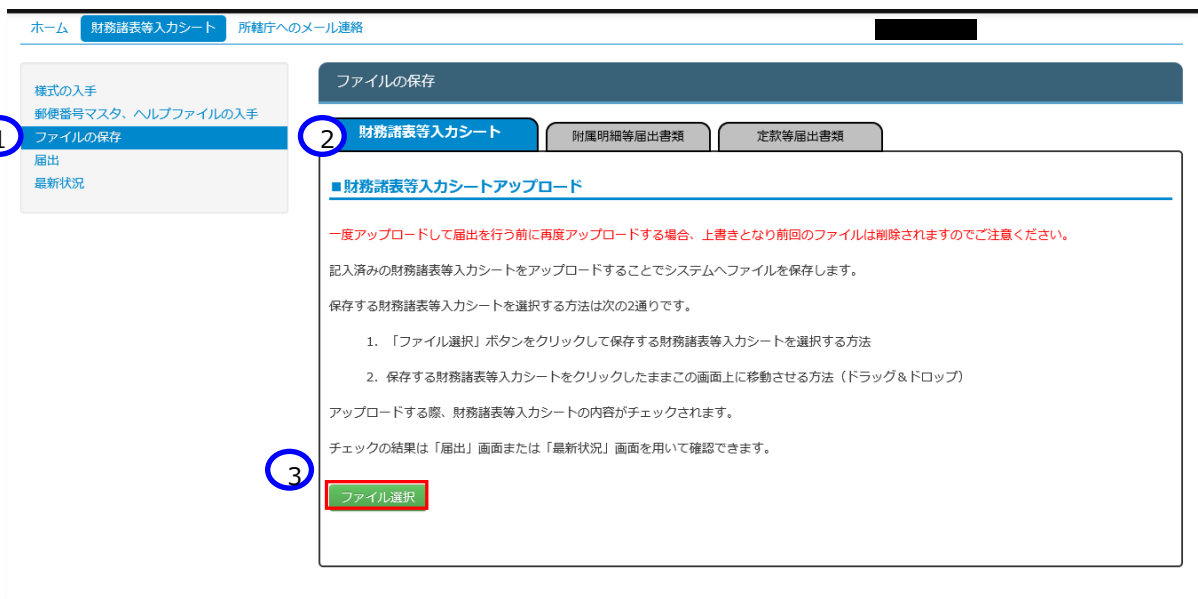 ホーム 財務諸表等入力シート 所轄庁へのメール連絡
様式の入手
郵便番号マスタ、ヘルプファイルの入手
1 ファイルの保存
届出
最新状況
ファイルの保存
2 財務諸表等入力シート 附属明細等届出書類 定款等届出書類
■財務諸表等入力シートアップロード
一度アップロードして届出を行う前に再度アップロードする場合、上書きとなり前回のファイルは削除されますのでご注意ください。
記入済みの財務諸表等入力シートをアップロードすることでシステムへファイルを保存します。
保存する財務諸表等入力シートを選択する方法は次の2通りです。
1. 「ファイル選択」ボタンをクリックして保存する財務諸表等入力シートを選択する方法
2. 保存する財務諸表等入力シートをクリックしたままこの画面上に移動させる方法（ドラッグ＆ドロップ）
アップロードする際、財務諸表等入力シートの内容がチェックされます。
チェックの結果は「届出」画面または「最新状況」画面を用いて確認できます。
3
ファイル選択